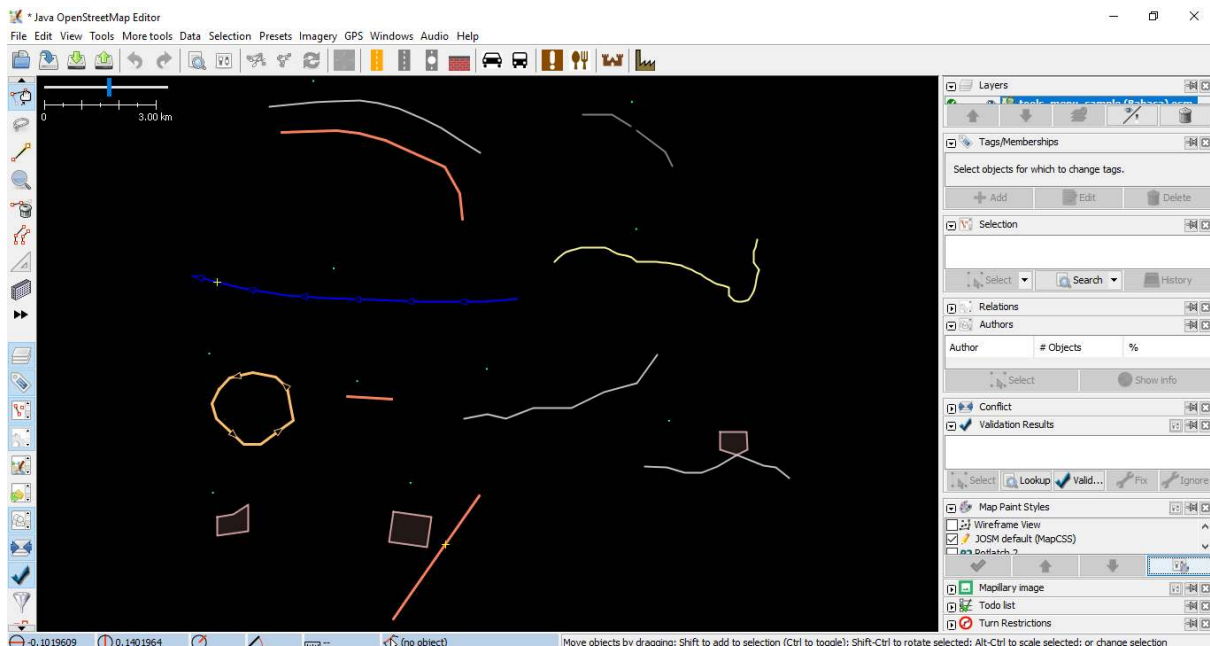 * Java OpenStreetMap Editor
File Edit View Tools More tools Data Selection Presets Imagery GPS Windows Audio Help
0 3.00 km
Layers
tools_menu_sample (Bahasa).osm
Tags/Memberships
Select objects for which to change tags.
Add Edit Delete
Selection
Select Search History
Relations
Authors
Author # Objects %
Select Show info
Conflict
Validation Results
Select Lookup Valid... Fix Ignore
Map Paint Styles
Wireframe View
JOSM default (MapCSS)
Potlatch 2
Mapillary image
Todo list
Turn Restrictions
-0.1019609 0.1401964 -- (no object) Move objects by dragging; Shift to add to selection (Ctrl to toggle); Shift-Ctrl to rotate selected; Alt-Ctrl to scale selected; or change selection